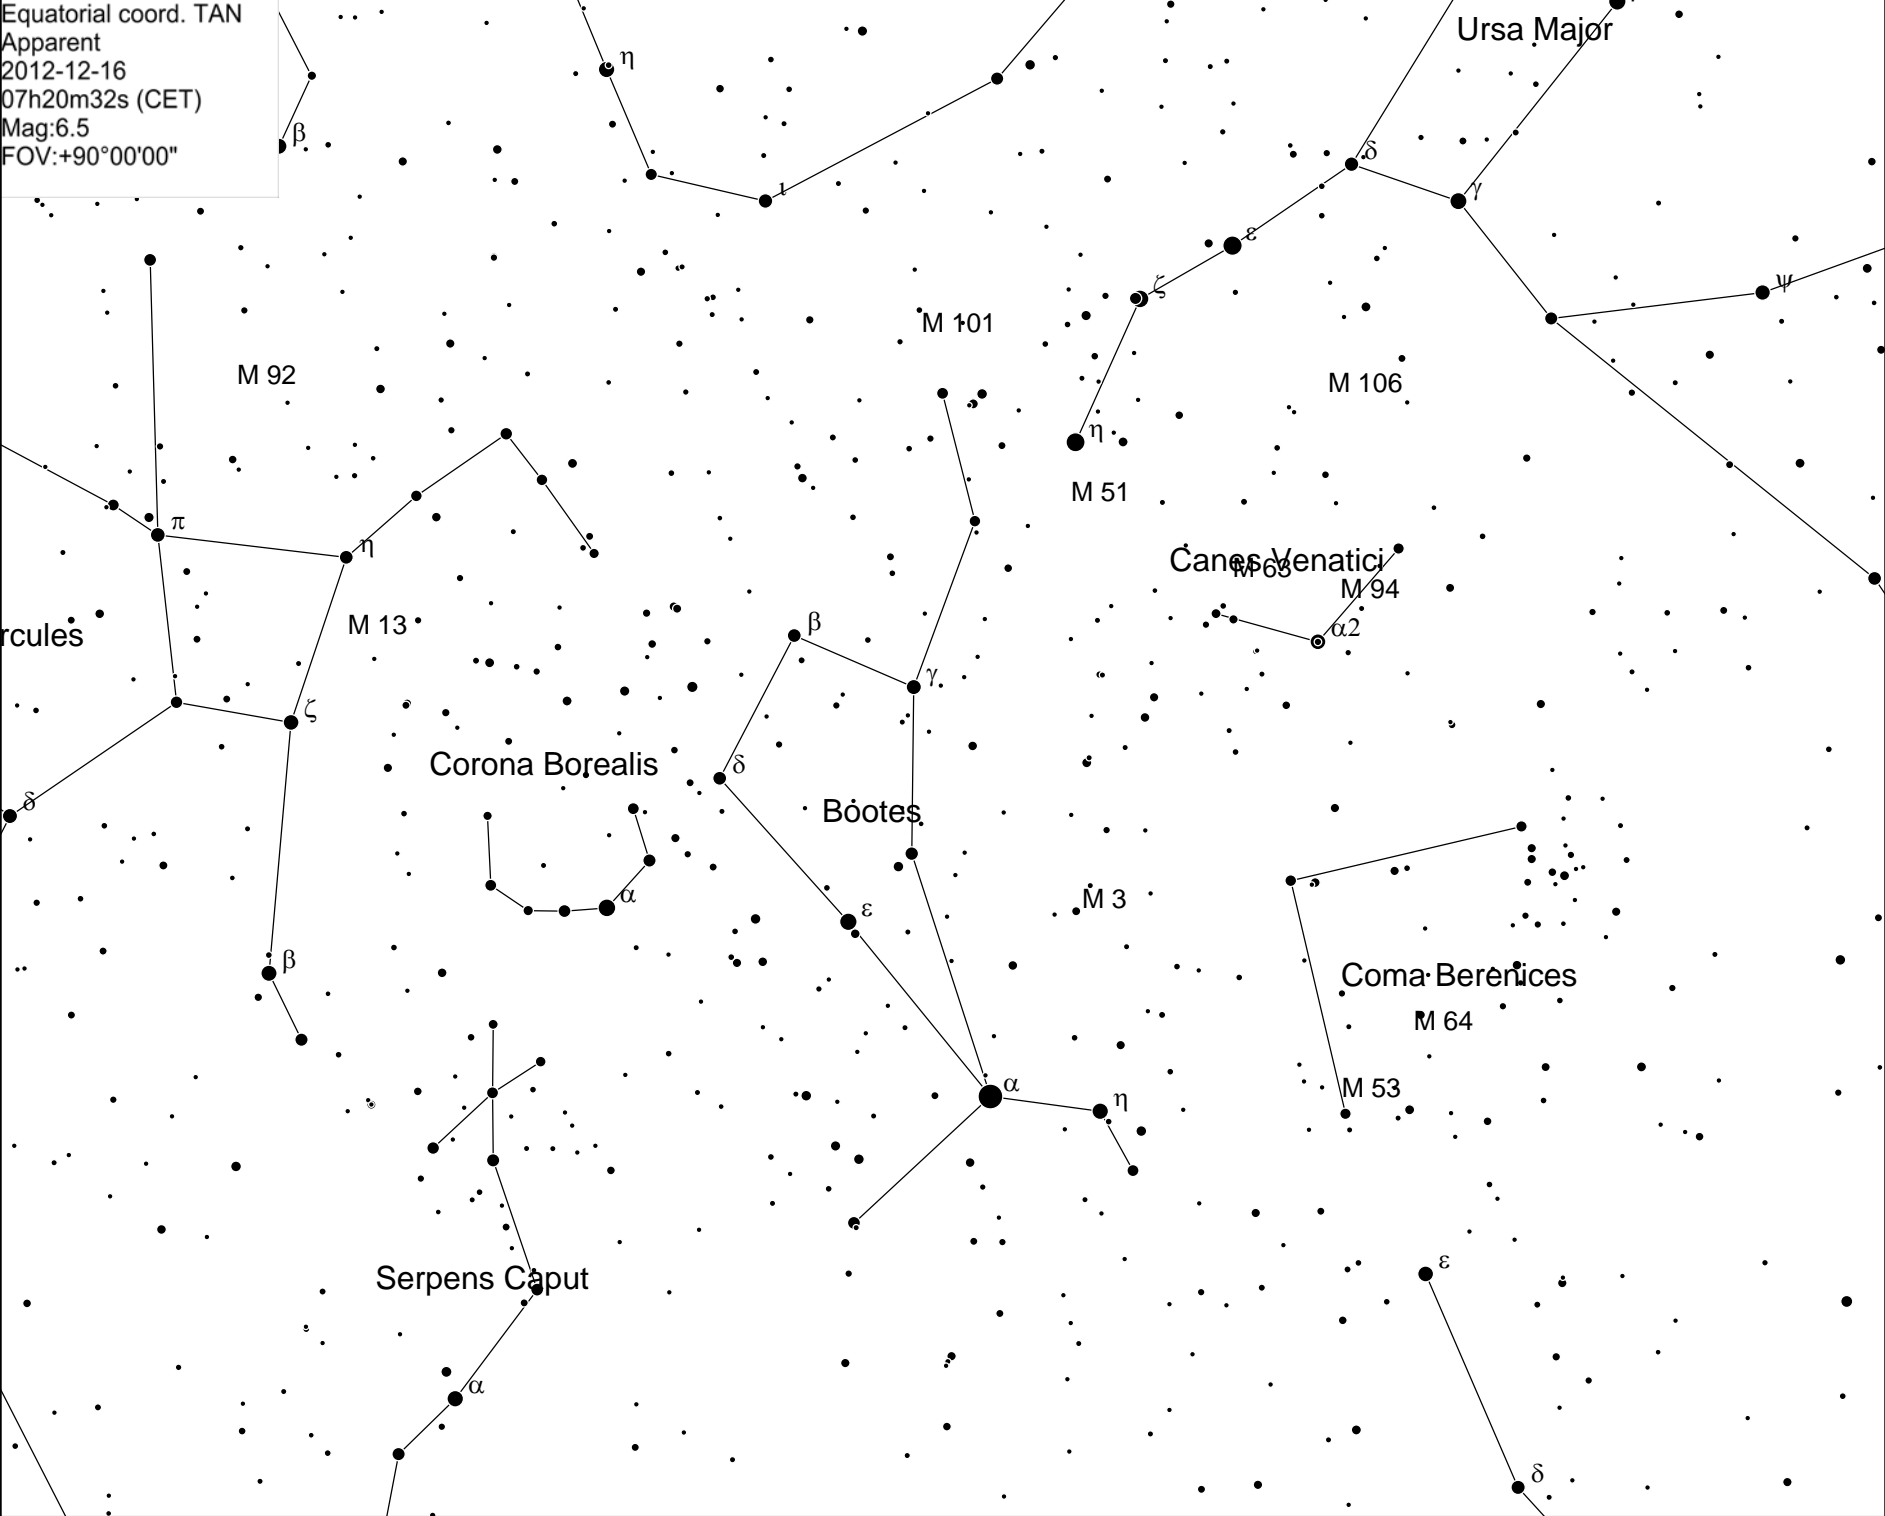 Equatorial coord. TAN
Apparent
2012-12-16
07h20m32s (CET)
Mag:6.5
FOV:+90°00'00"
Ursa Major
η
β
δ
γ
ι
ε
ζ
ψ
M 101
M 92
M 106
η
M 51
π
η
Canes Venatici
M 63
M 94
M 13
β
α2
rcules
γ
ζ
Corona Borealis
δ
δ
Bootes
α
M 3
ε
β
Coma Berenices
M 64
α
M 53
η
ε
Serpens Caput
α
δ